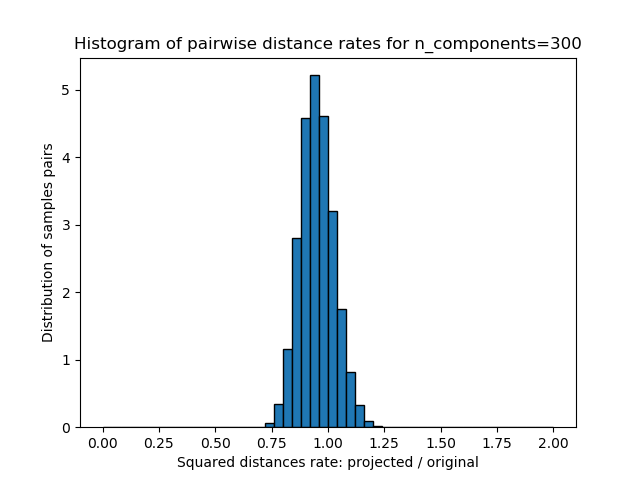 Histogram of pairwise distance rates for n_components=300
Distribution of samples pairs
5
4
3
2
1
0
0.00 0.25 0.50 0.75 1.00 1.25 1.50 1.75 2.00
Squared distances rate: projected / original